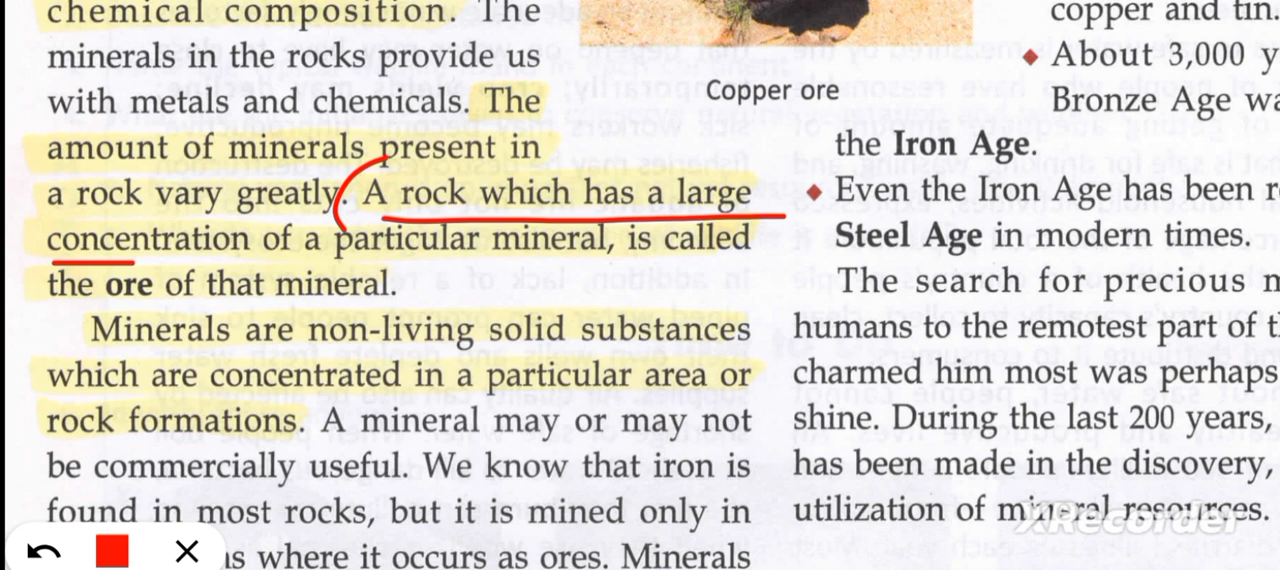 chemical composition. The
minerals in the rocks provide us
with metals and chemicals. The
amount of minerals present in
a rock vary greatly. A rock which has a large
concentration of a particular mineral, is called
the ore of that mineral.
Minerals are non-living solid substances
which are concentrated in a particular area or
rock formations. A mineral may or may not
be commercially useful. We know that iron is
found in most rocks, but it is mined only in
as where it occurs as ores. Minerals
Copper ore
copper and tin.
About 3,000 y
Bronze Age wa
the Iron Age.
Even the Iron Age has been r
Steel Age in modern times.
The search for precious m
humans to the remotest part of t
charmed him most was perhaps
shine. During the last 200 years,
has been made in the discovery,
utilization of mineral resources.
XRecorder